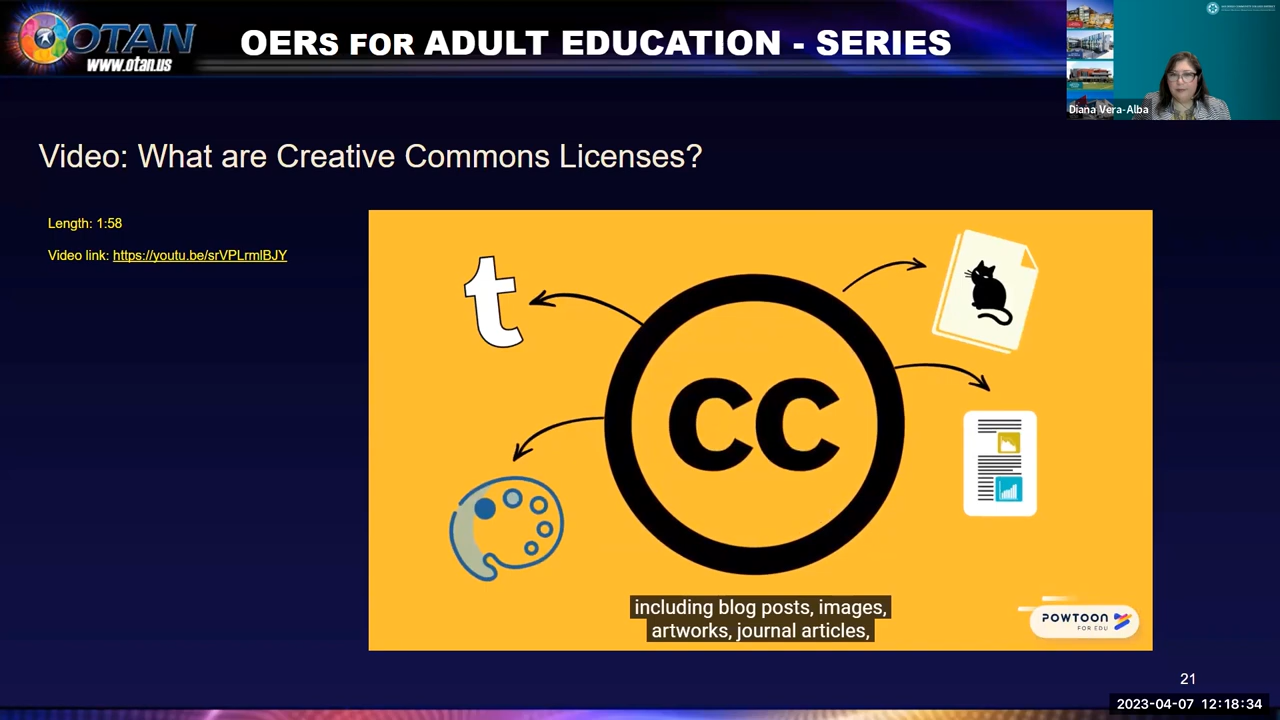 OTAN
www.otan.us
OERS FOR ADULT EDUCATION - SERIES
Diana Vera-Alba
Video: What are Creative Commons Licenses?
Length: 1:58
Video link: https://youtu.be/srVPLrmlBJY
t
cc
including blog posts, images,
artworks, journal articles,
POWTOON
FOR EDU
21
2023-04-07 12:18:34